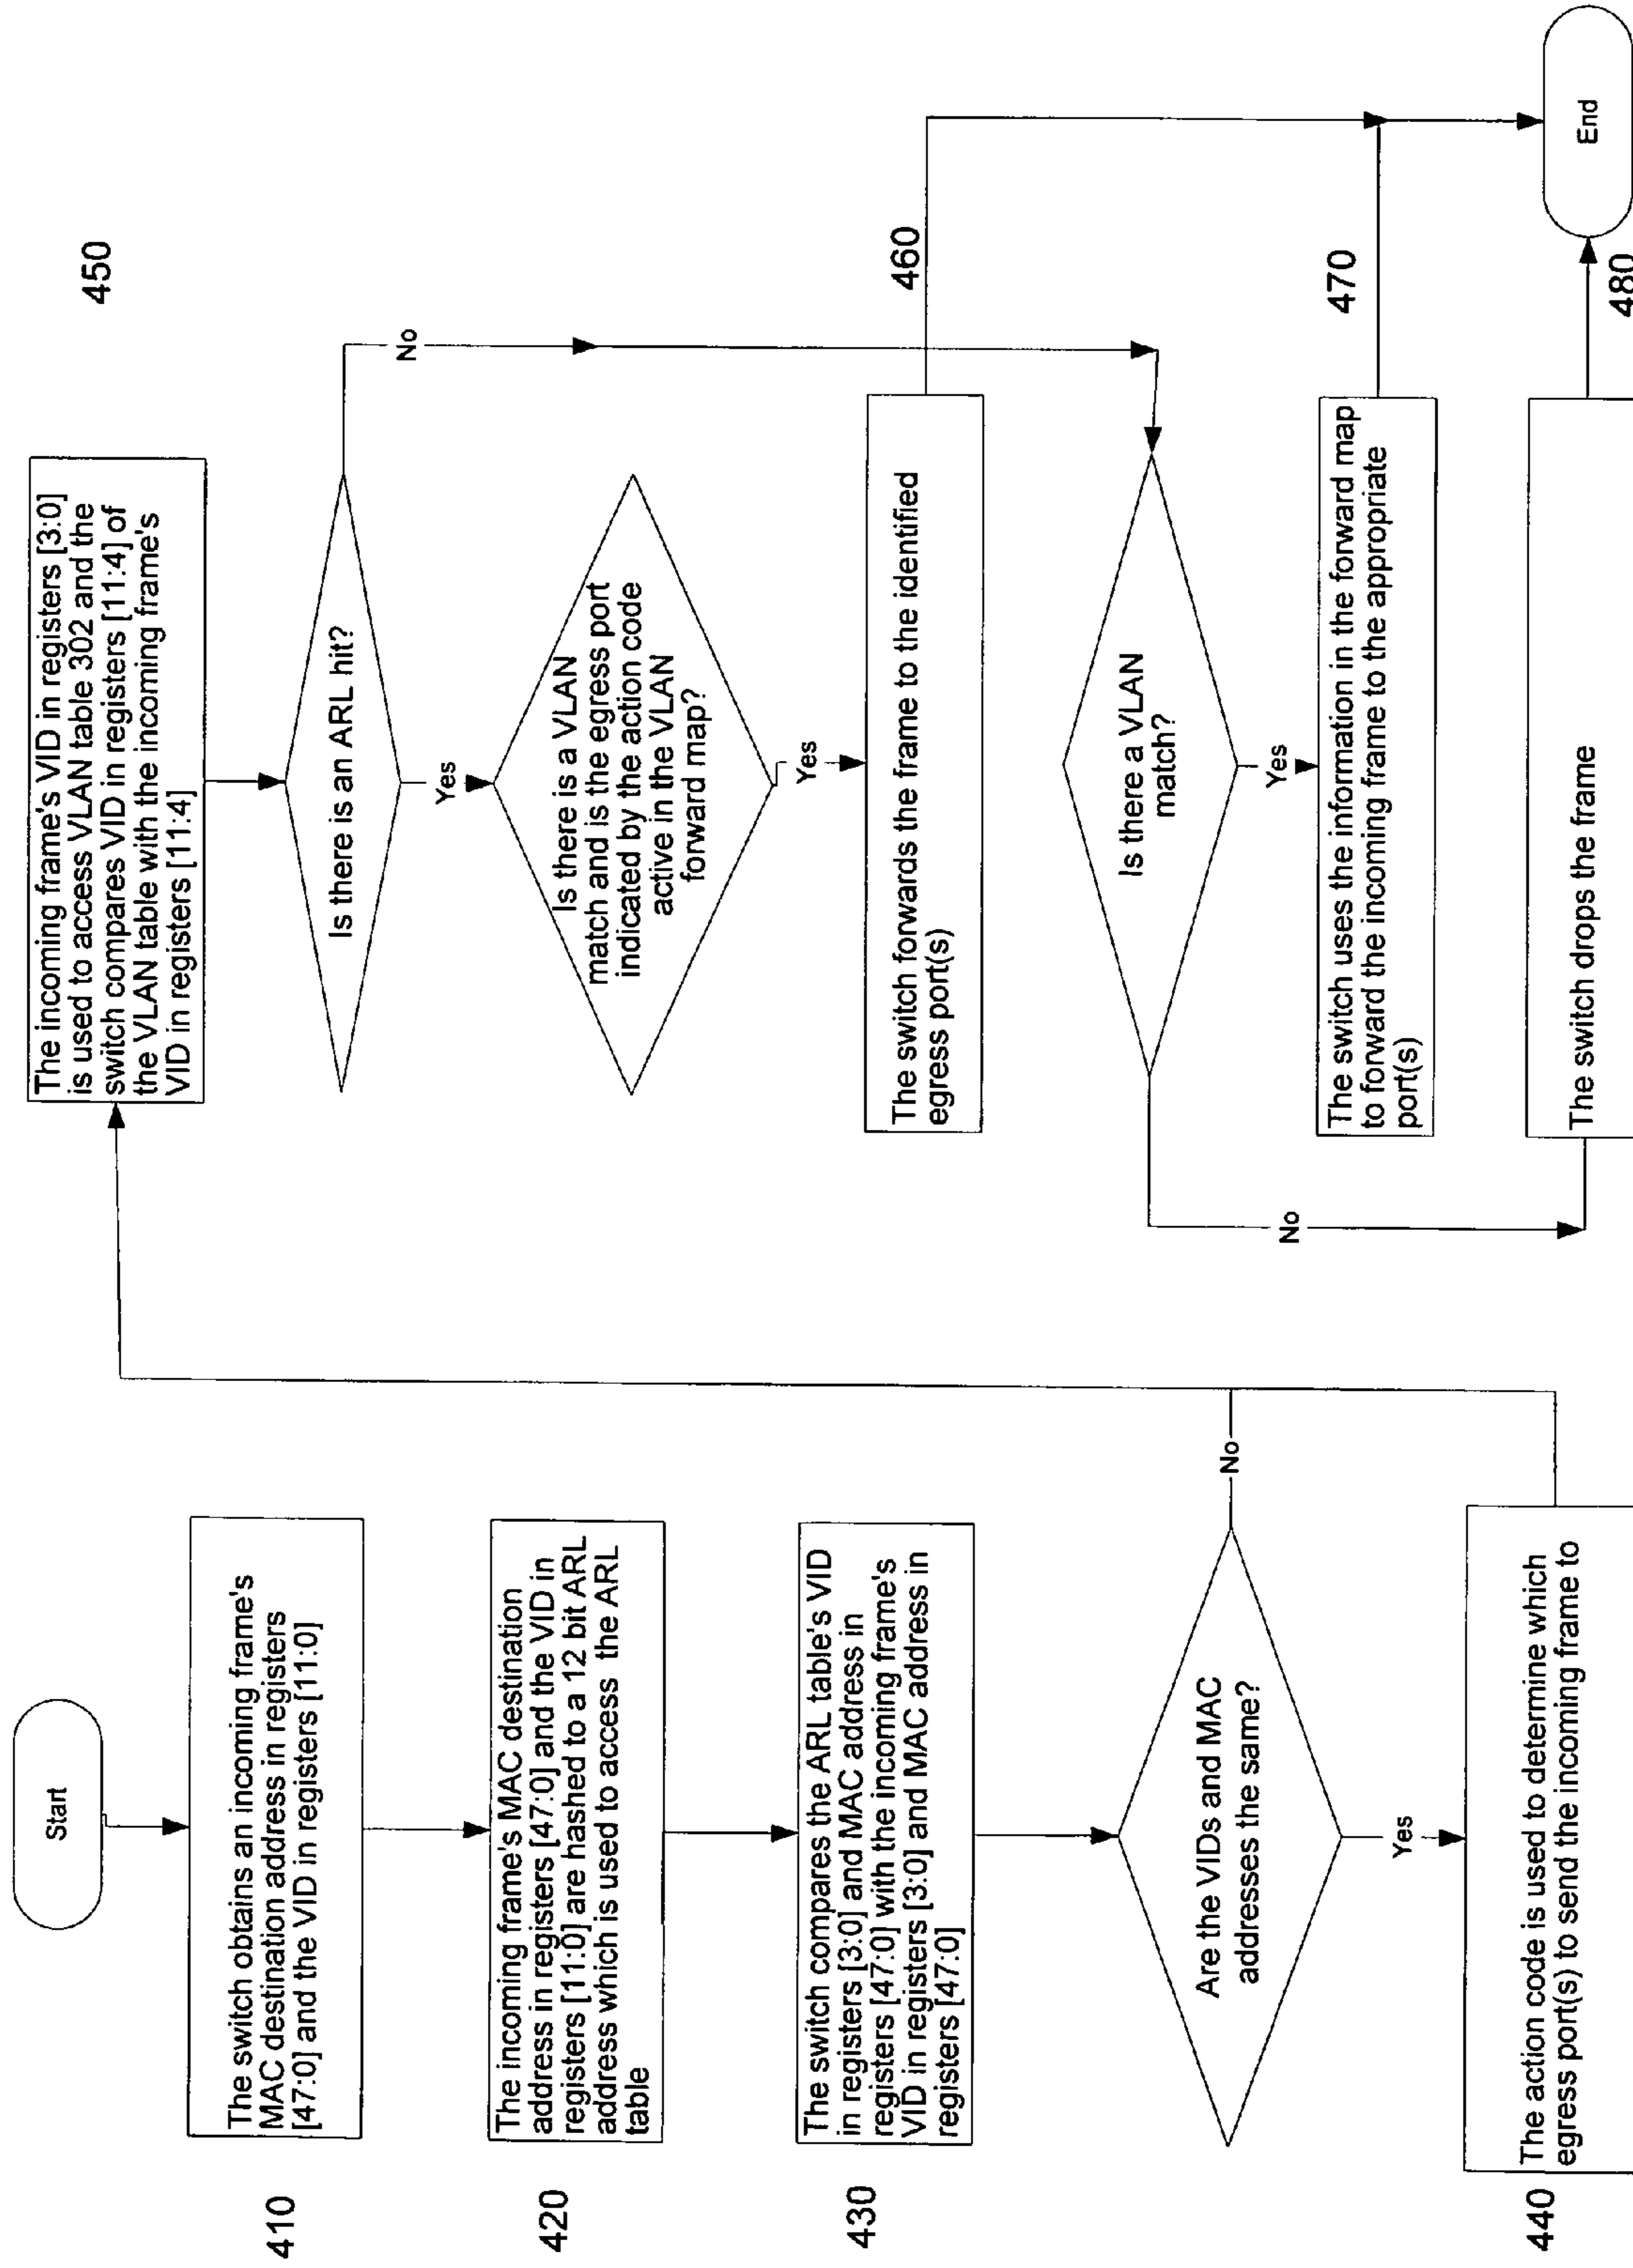 Start
410
The switch obtains an incoming frame's
MAC destination address in registers
[47:0] and the VID in registers [11:0]
420
The incoming frame's MAC destination
address in registers [47:0] and the VID in
registers [11:0] are hashed to a 12 bit ARL
address which is used to access the ARL
table
430
The switch compares the ARL table's VID
in registers [3:0] and MAC address in
registers [47:0] with the incoming frame's
VID in registers [3:0] and MAC address in
registers [47:0]
Are the VIDs and MAC
addresses the same?
No
Yes
440
The action code is used to determine which
egress port(s) to send the incoming frame to
450
The incoming frame's VID in registers [3:0]
is used to access VLAN table 302 and the
switch compares VID in registers [11:4] of
the VLAN table with the incoming frame's
VID in registers [11:4]
Is there is an ARL hit?
No
Yes
Is there is a VLAN
match and is the egress port
indicated by the action code
active in the VLAN
forward map?
Yes
460
The switch forwards the frame to the identified
egress port(s)
Is there a VLAN
match?
Yes
No
470
The switch uses the information in the forward map
to forward the incoming frame to the appropriate
port(s)
480
The switch drops the frame
End